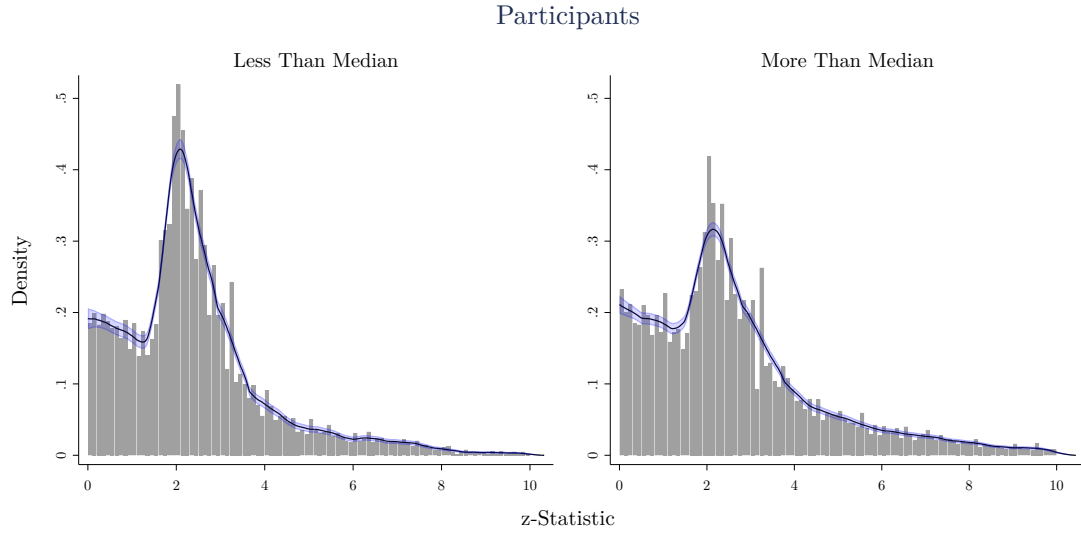 Participants
Less Than Median
More Than Median
Density
.5
.4
.3
.2
.1
0
0 2 4 6 8 10
.5
.4
.3
.2
.1
0
0 2 4 6 8 10
z-Statistic